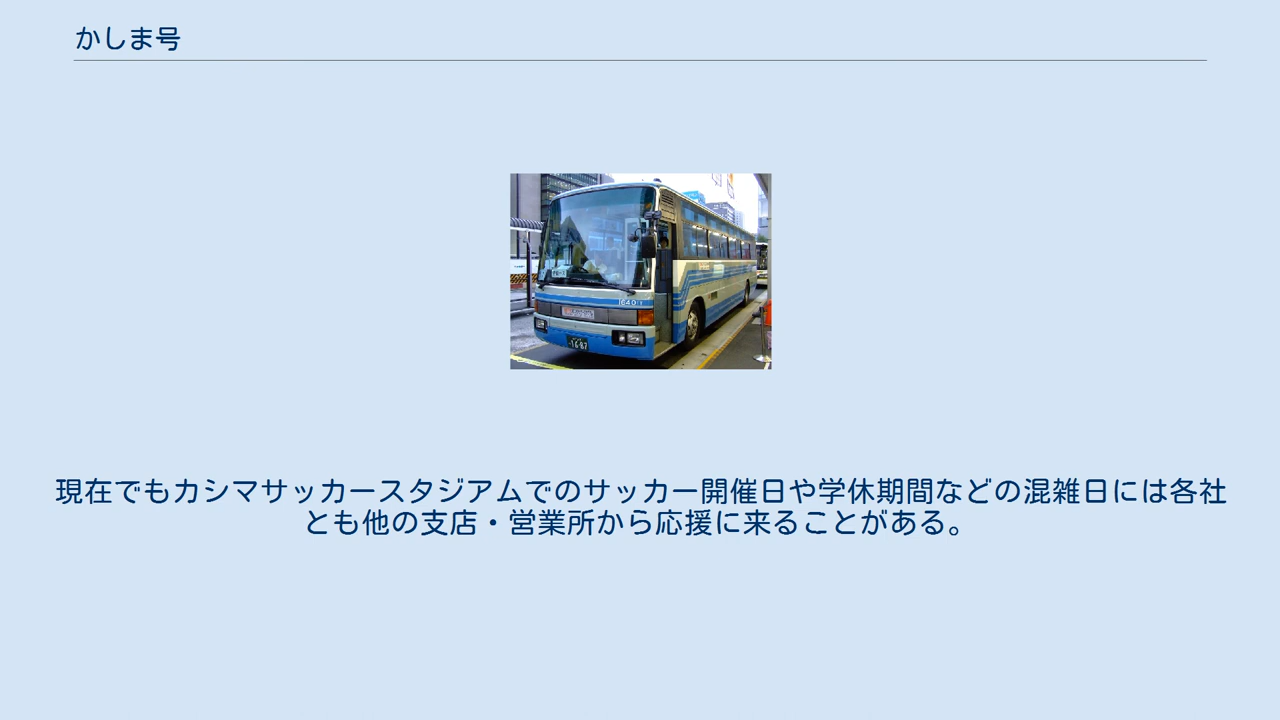 かしま号
現在でもカシマサッカースタジアムでのサッカー開催日や学休期間などの混雑日には各社
とも他の支店・営業所から応援に来ることがある。